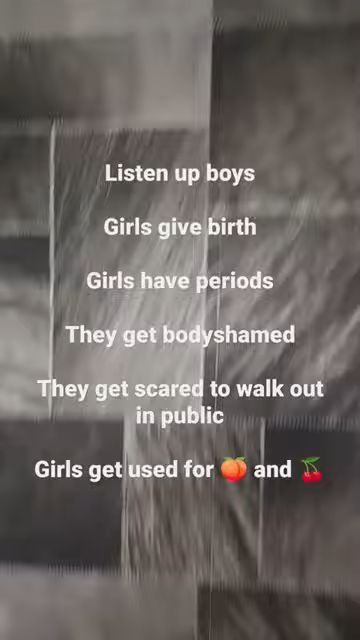 Listen up boys
Girls give birth
Girls have periods
They get bodyshamed
They get scared to walk out
in public
Girls get used for 🍑 and 🍒